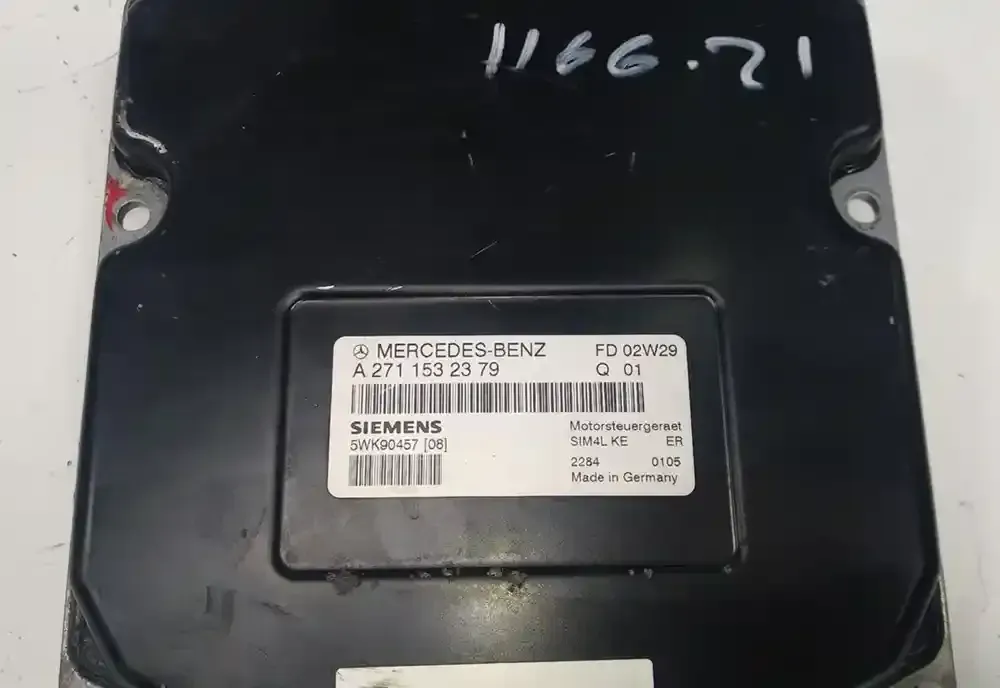 1166.21
MERCEDES-BENZ FD 02W29
A 271 153 23 79 Q 01
SIEMENS Motorsteuergeraet
5WK90457 [08] SIM4L KE ER
2284 0105
Made in Germany